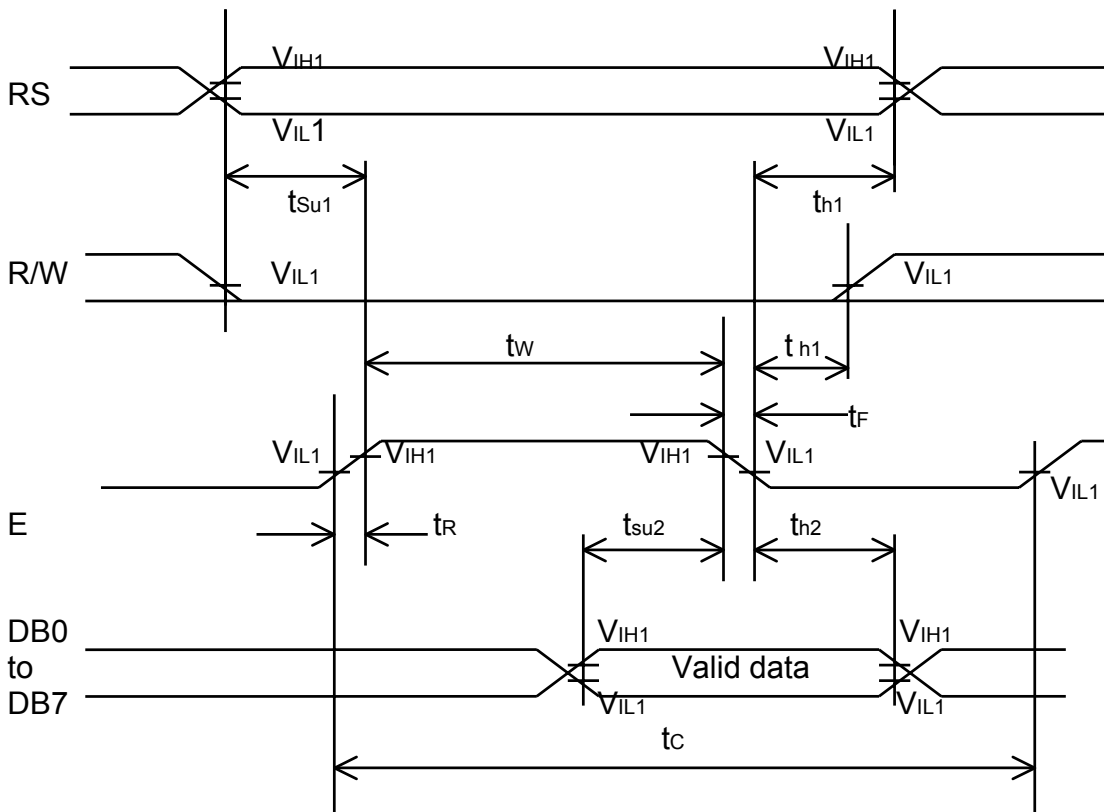 VIH1 VIH1
RS
VIL1 VIL1
tSu1 th1
R/W VIL1 VIL1
tW th1
tF
VIL1 VIH1 VIH1 VIL1 VIL1
E tR tsu2 th2
DB0 VIH1 VIH1
to Valid data
DB7 VIL1 VIL1
tC